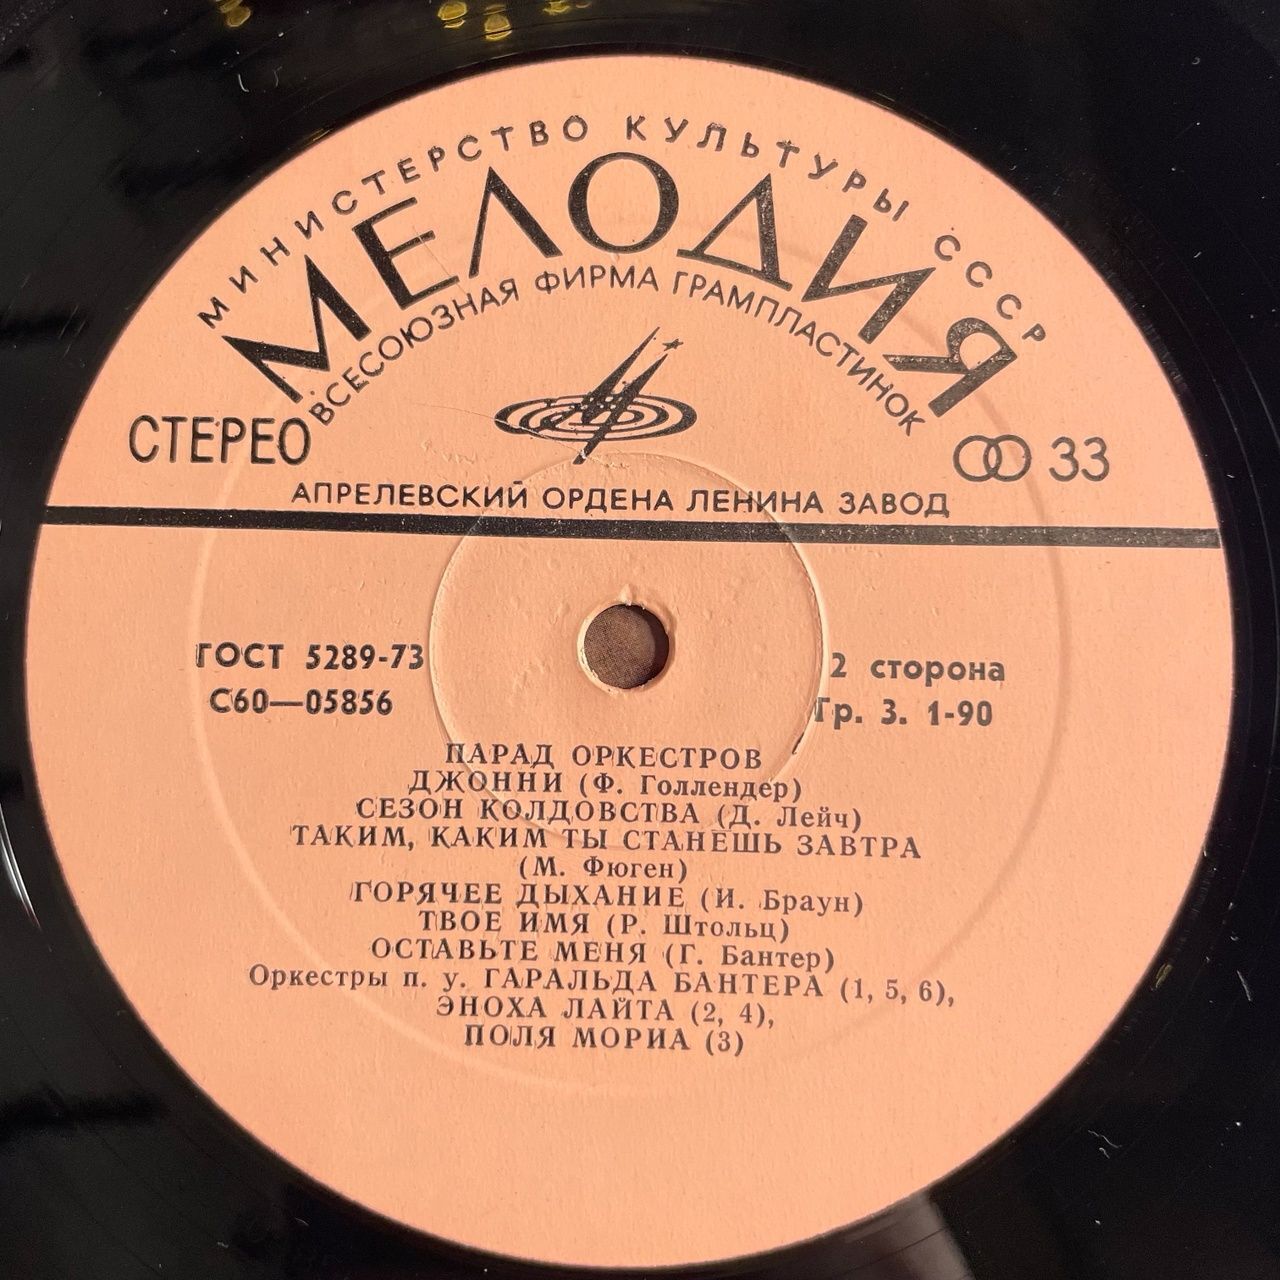 МИНИСТЕРСТВО КУЛЬТУРЫ СССР
МЕЛОДИЯ
ВСЕСОЮЗНАЯ ФИРМА ГРАМПЛАСТИНОК
СТЕРЕО
33
АПРЕЛЕВСКИЙ ОРДЕНА ЛЕНИНА ЗАВОД
ГОСТ 5289-73
2 сторона
С60—05856
Гр. 3. 1-90
ПАРАД ОРКЕСТРОВ
ДЖОННИ (Ф. Голлендер)
СЕЗОН КОЛДОВСТВА (Д. Лейч)
ТАКИМ, КАКИМ ТЫ СТАНЕШЬ ЗАВТРА
(М. Фюген)
ГОРЯЧЕЕ ДЫХАНИЕ (И. Браун)
ТВОЕ ИМЯ (Р. Штольц)
ОСТАВЬТЕ МЕНЯ (Г. Бантер)
Оркестры п. у. ГАРАЛЬДА БАНТЕРА (1, 5, 6),
ЭНОХА ЛАЙТА (2, 4),
ПОЛЯ МОРИА (3)